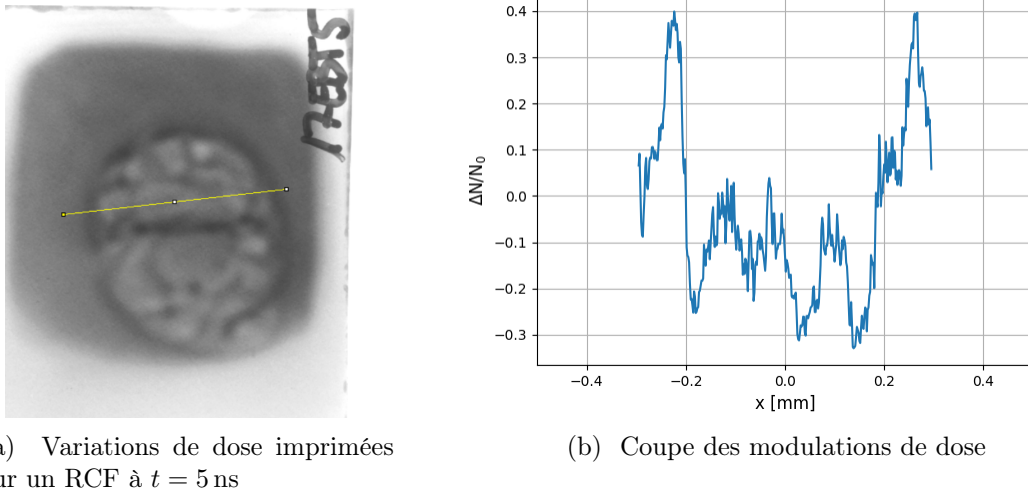 0.4
0.3
0.2
0.1
0.0
−0.1
−0.2
−0.3
ΔN/N₀
−0.4 −0.2 0.0 0.2 0.4
x [mm]
a) Variations de dose imprimées
ur un RCF à t = 5 ns
(b) Coupe des modulations de dose